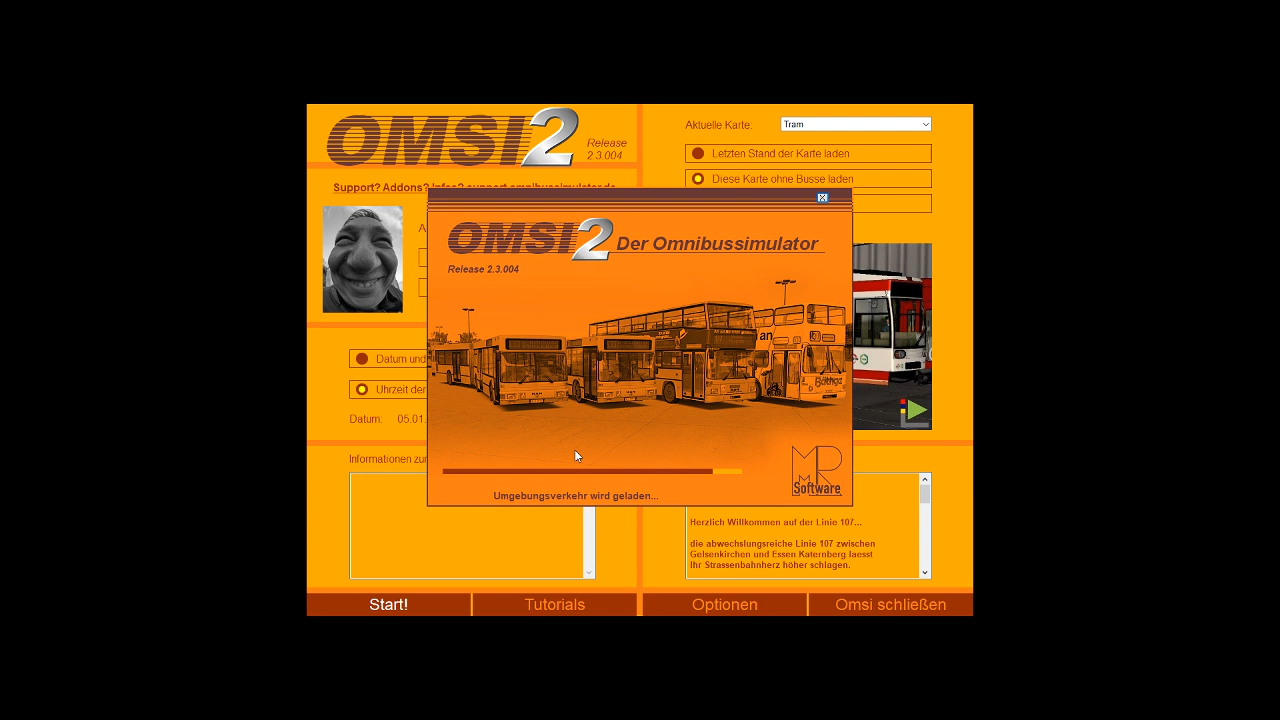 OMSI 2
Release
2.3.004
Support? Addons? Infos? support.omnibussimulator.de
Datum und
Uhrzeit der
Datum: 05.01.
Informationen zur
Aktuelle Karte: Tram
Letzten Stand der Karte laden
Diese Karte ohne Busse laden
OMSI 2 Der Omnibussimulator
Release 2.3.004
MR Software
Umgebungsverkehr wird geladen...
Herzlich Willkommen auf der Linie 107...
die abwechslungsreiche Linie 107 zwischen
Gelsenkirchen und Essen Katernberg laesst
Ihr Strassenbahnherz höher schlagen.
Start! Tutorials Optionen Omsi schließen